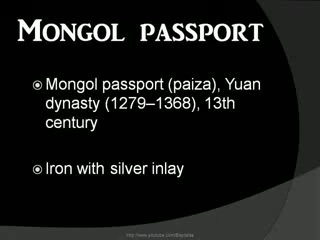 Mongol passport
Mongol passport (paiza), Yuan
dynasty (1279–1368), 13th
century
Iron with silver inlay